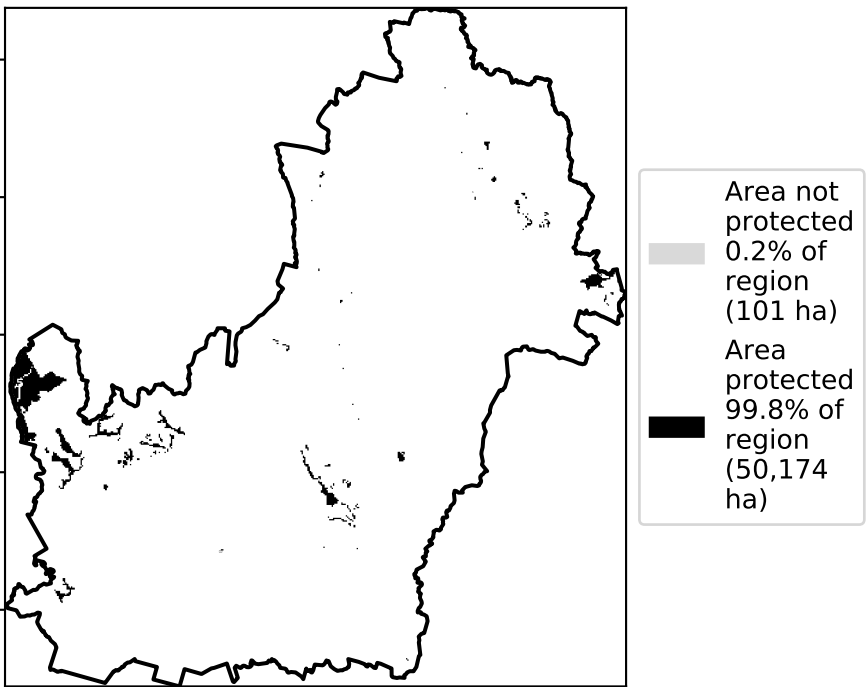 Area not
protected
0.2% of
region
(101 ha)
Area
protected
99.8% of
region
(50,174
ha)